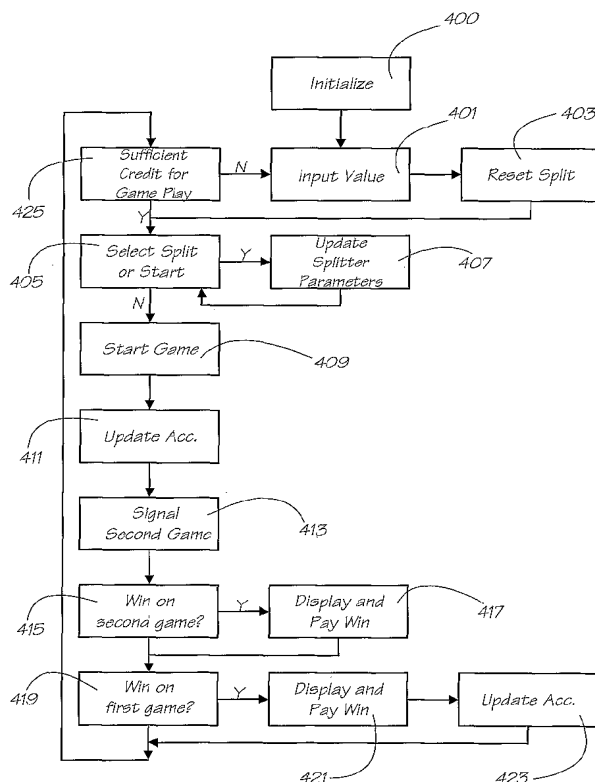 400
Initialize
401
403
Sufficient
Credit for
Game Play
N
Input Value
Reset Split
425
Y
Select Split
or Start
Y
Update
Splitter
Parameters
405
407
N
Start Game
409
Update Acc.
411
Signal
Second Game
413
Win on
second game?
Y
Display and
Pay Win
415
417
Win on
first game?
Y
Display and
Pay Win
Update Acc.
419
421
423